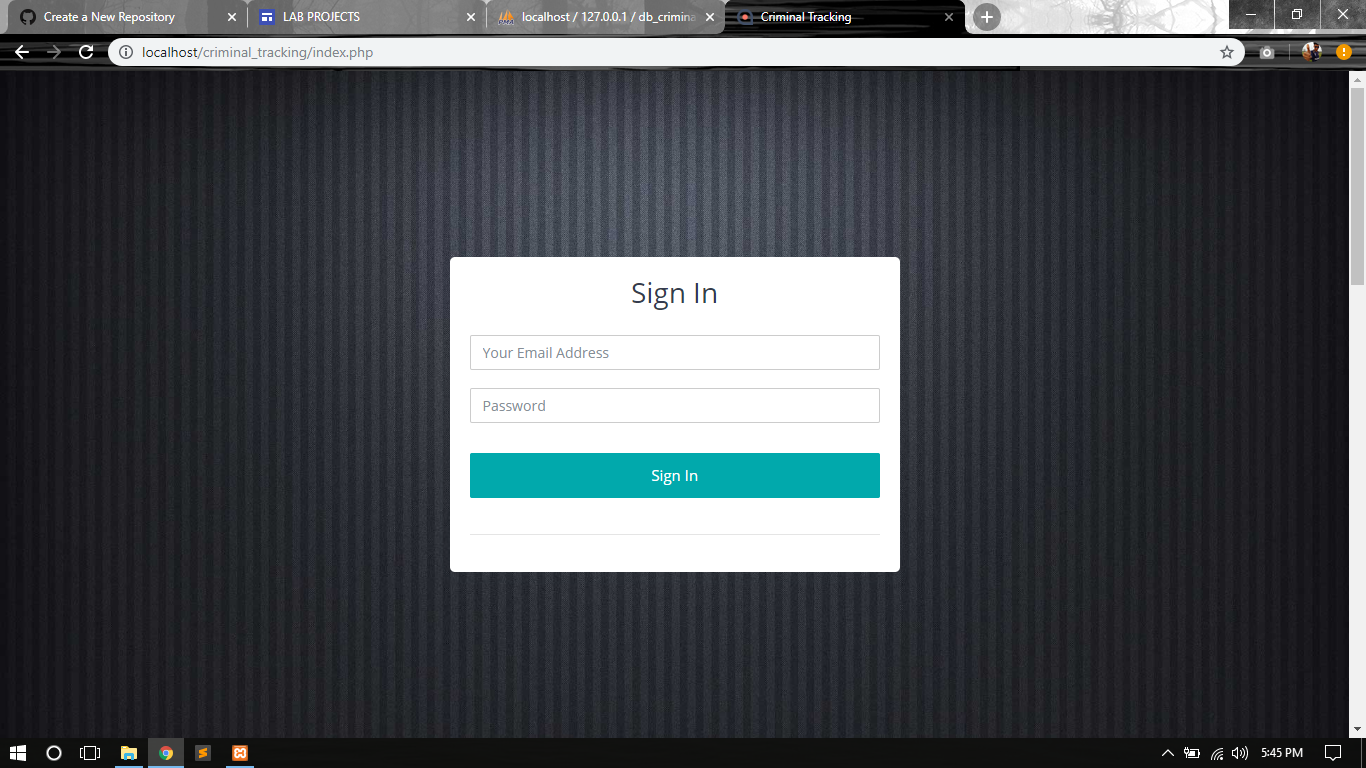 Create a New Repository
LAB PROJECTS
localhost / 127.0.0.1 / db_crimina
Criminal Tracking
localhost/criminal_tracking/index.php
Sign In
Your Email Address
Password
Sign In
5:45 PM